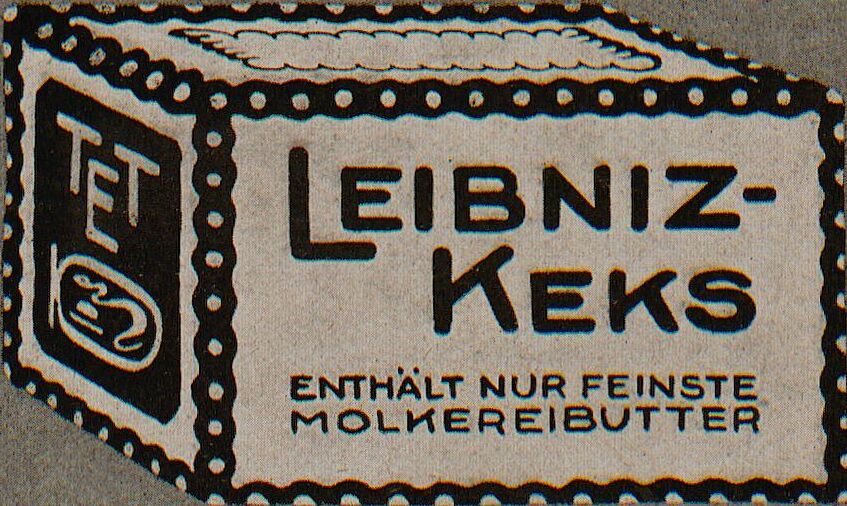 TET
LEIBNIZ-
KEKS
ENTHÄLT NUR FEINSTE
MOLKEREIBUTTER